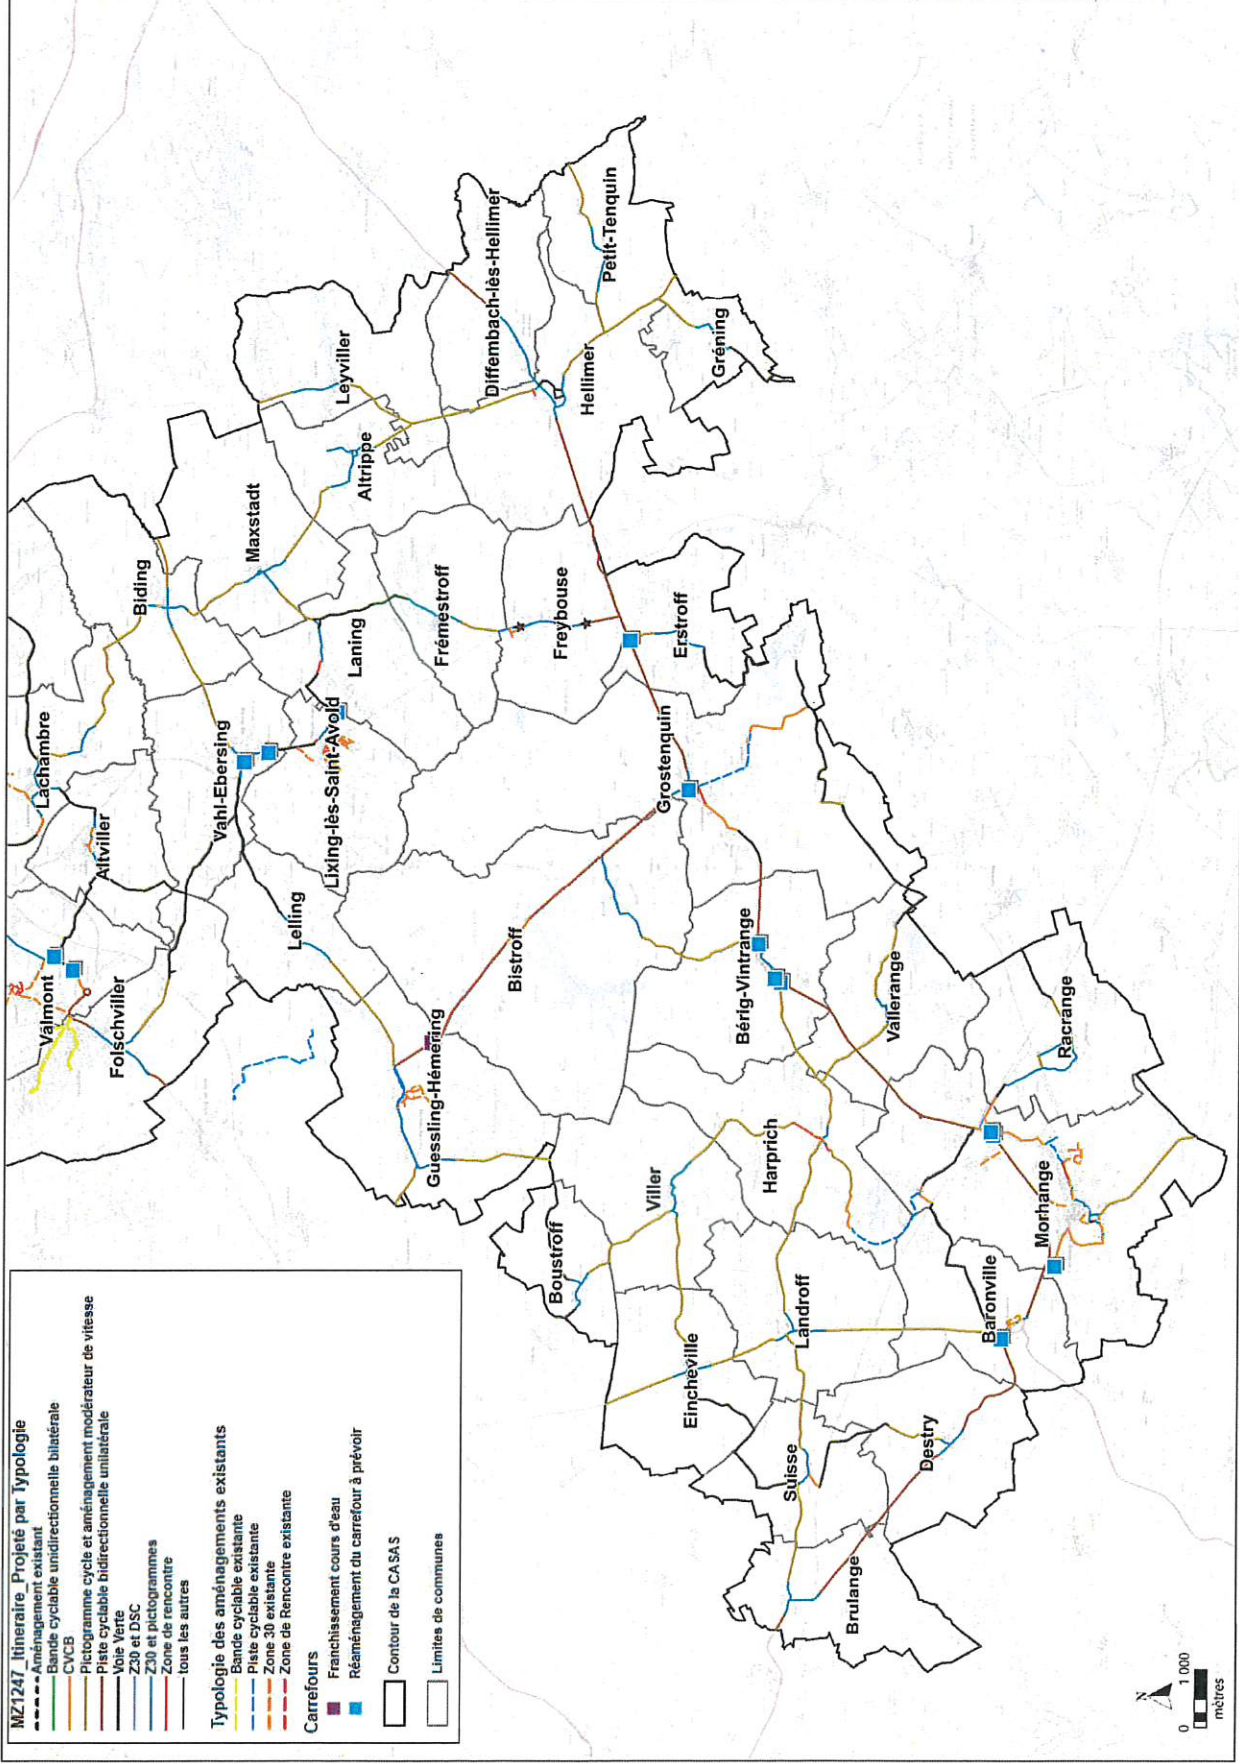 MZ1247_Itineraire_Projeté par Typologie
Aménagement existant
Bande cyclable unidirectionnelle bilatérale
CVCB
Pictogramme cycle et aménagement modérateur de vitesse
Piste cyclable bidirectionnelle unilatérale
Voie Verte
Z30 et DSC
Z30 et pictogrammes
Zone de rencontre
tous les autres
Typologie des aménagements existants
Bande cyclable existante
Piste cyclable existante
Zone 30 existante
Zone de Rencontre existante
Carrefours
Franchissement cours d'eau
Réaménagement du carrefour à prévoir
Contour de la CASAS
Limites de communes
Valmont
Folschviller
Altviller
Lachambre
Biding
Vahl-Ebersing
Maxstadt
Lelling
Lixing-lès-Saint-Avold
Laning
Altrippe
Leyviller
Guessling-Hémering
Frémestroff
Diffembach-lès-Hellimer
Bistroff
Freybouse
Hellimer
Petit-Tenquin
Boustroff
Viller
Grostenquin
Erstroff
Gréning
Eincheville
Harprich
Bérig-Vintrange
Suisse
Landroff
Vallerange
Brulange
Destry
Baronville
Morhange
Racrange
N
0
1 000
mètres